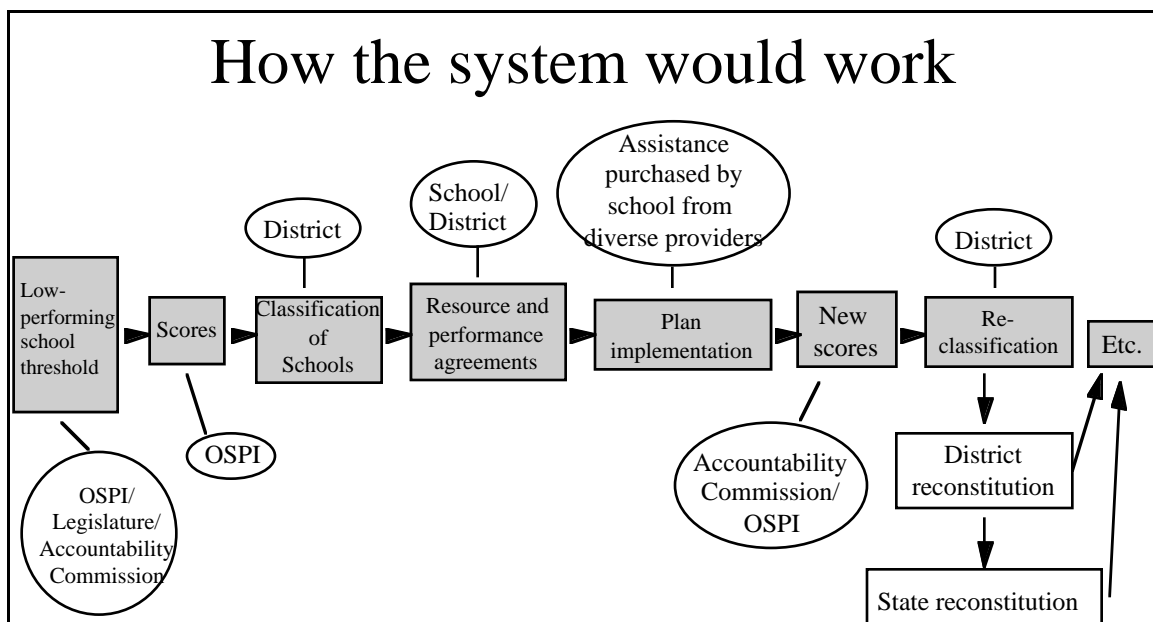 How the system would work
Assistance
purchased by
school from
diverse providers
School/
District
District
District
Low-
performing
school
threshold
Scores
Classification
of
Schools
Resource and
performance
agreements
Plan
implementation
New
scores
Re-
classification
Etc.
OSPI
OSPI/
Legislature/
Accountability
Commission
Accountability
Commission/
OSPI
District
reconstitution
State reconstitution